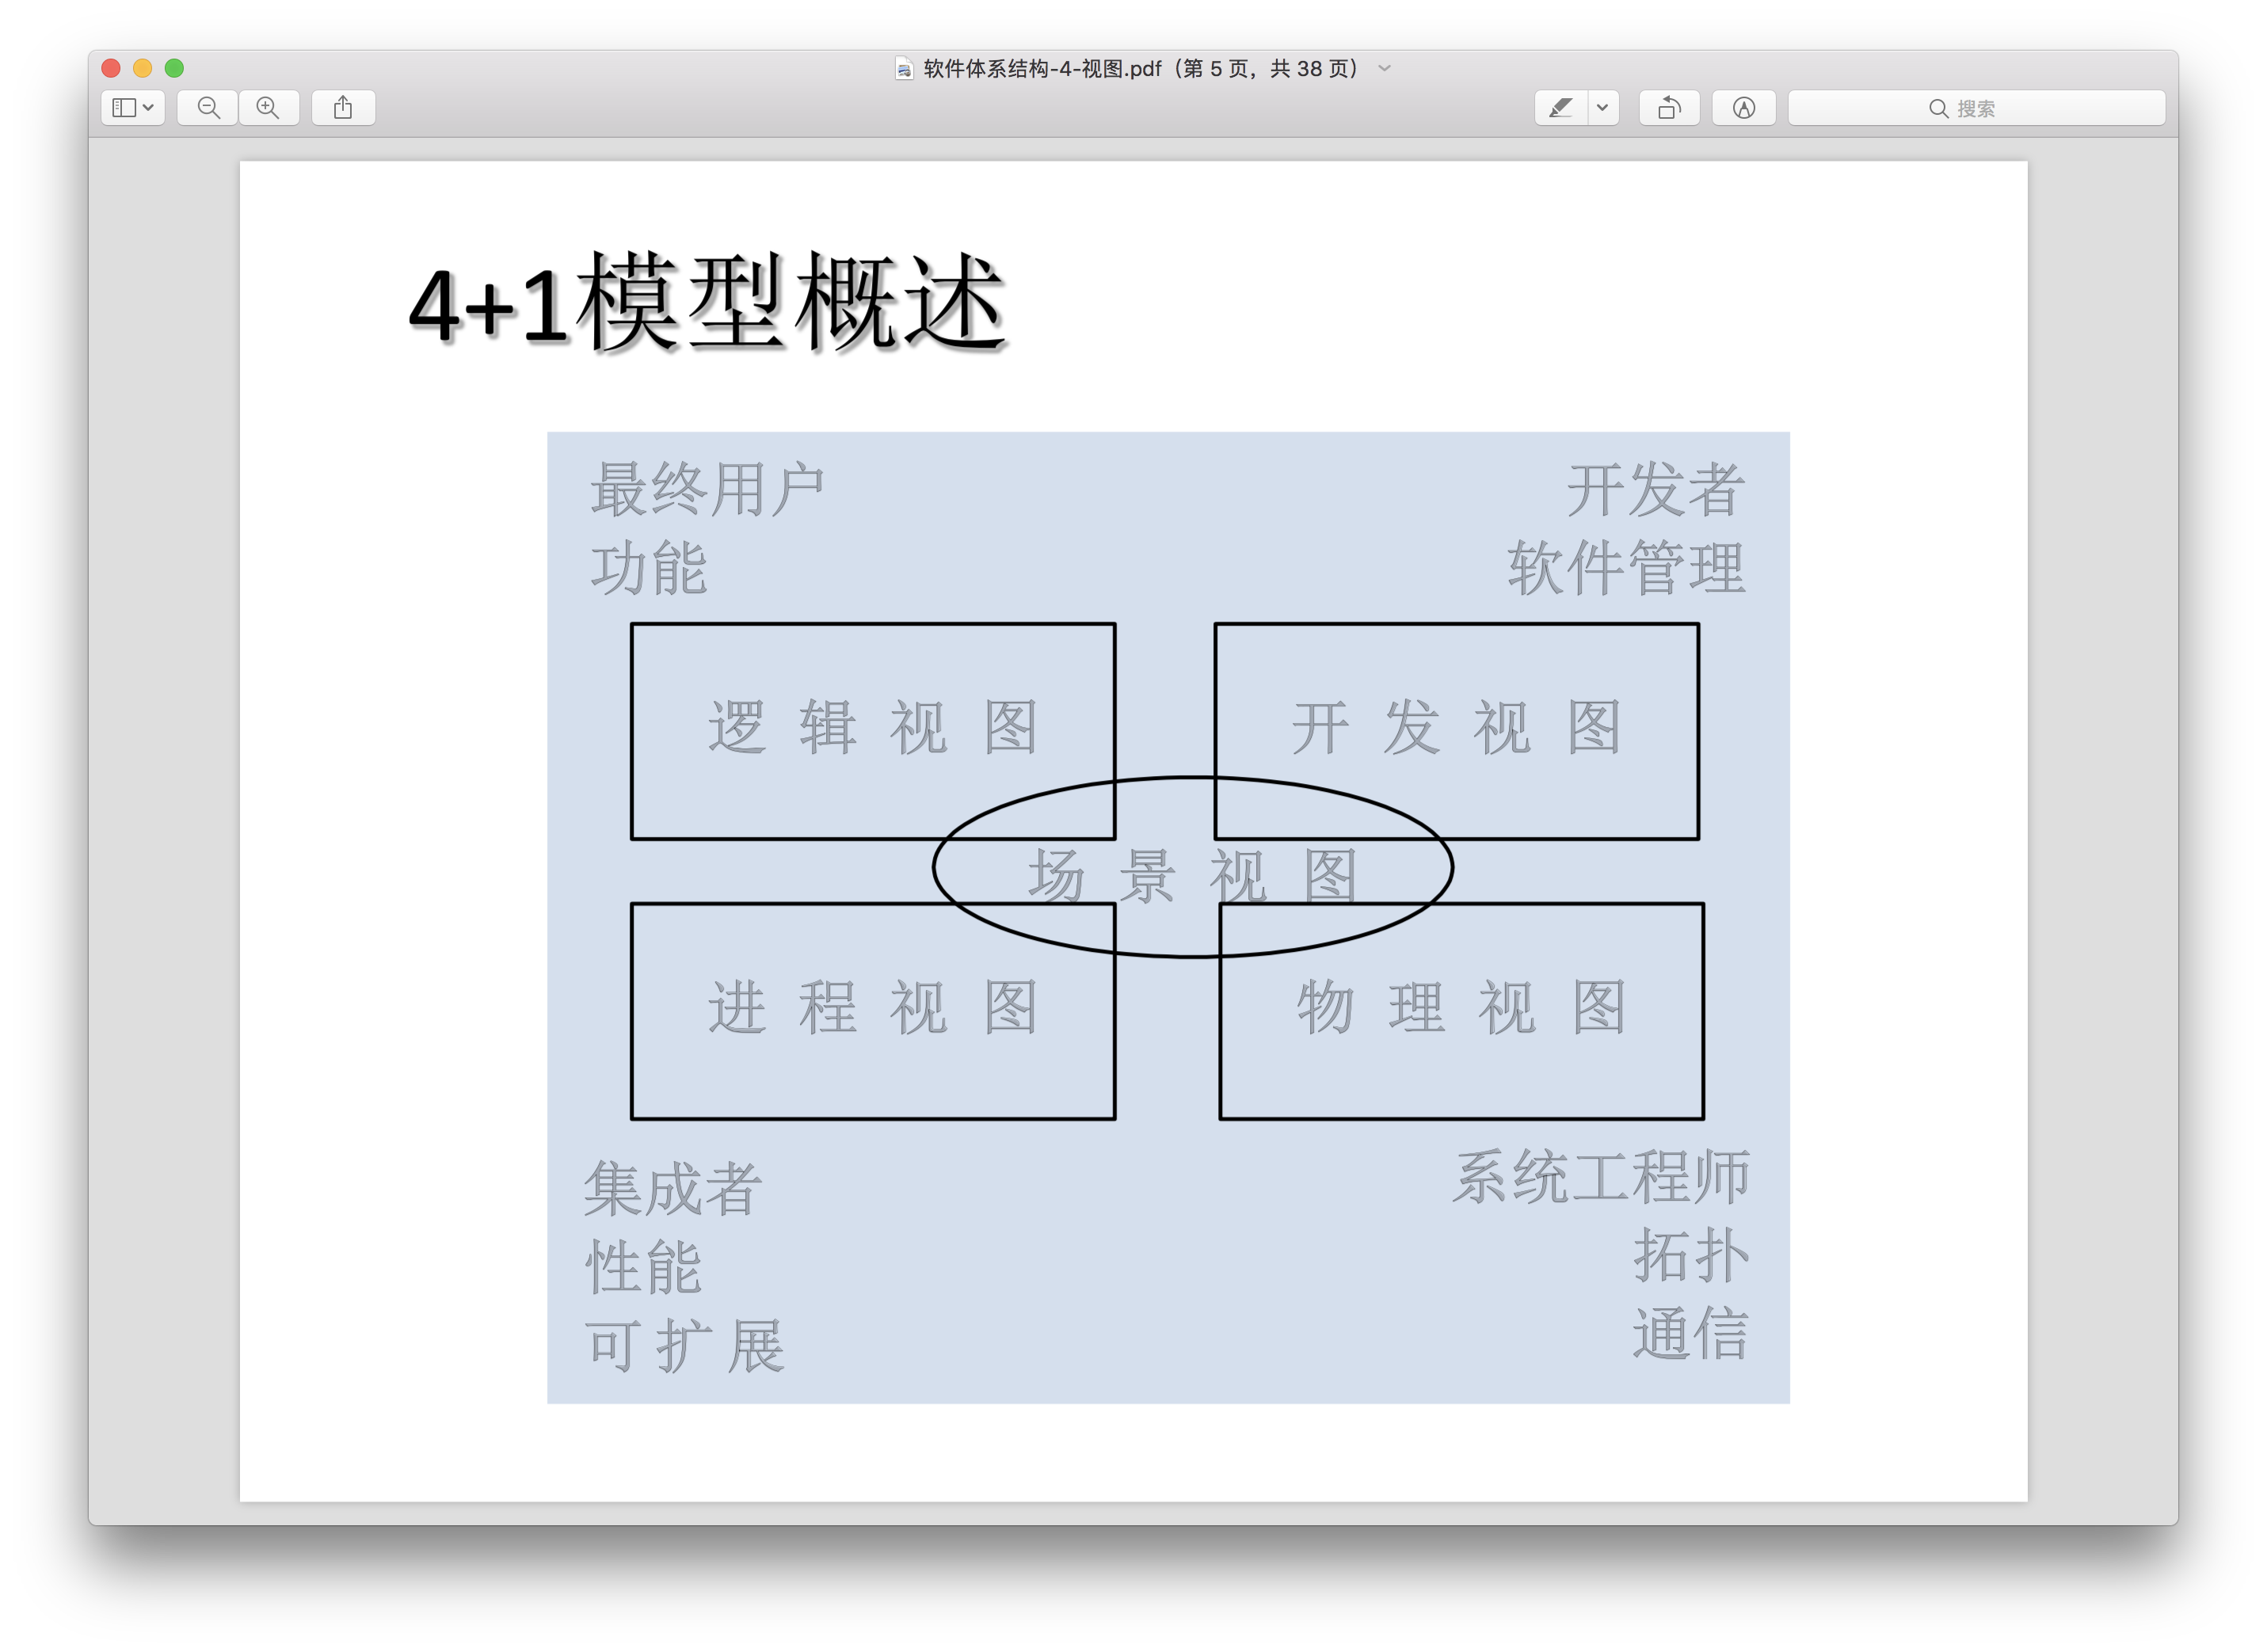 软件体系结构-4-视图.pdf（第 5 页，共 38 页）
搜索
4+1模型概述
最终用户
功能
开发者
软件管理
逻辑视图
开发视图
场景视图
进程视图
物理视图
集成者
性能
可扩展
系统工程师
拓扑
通信